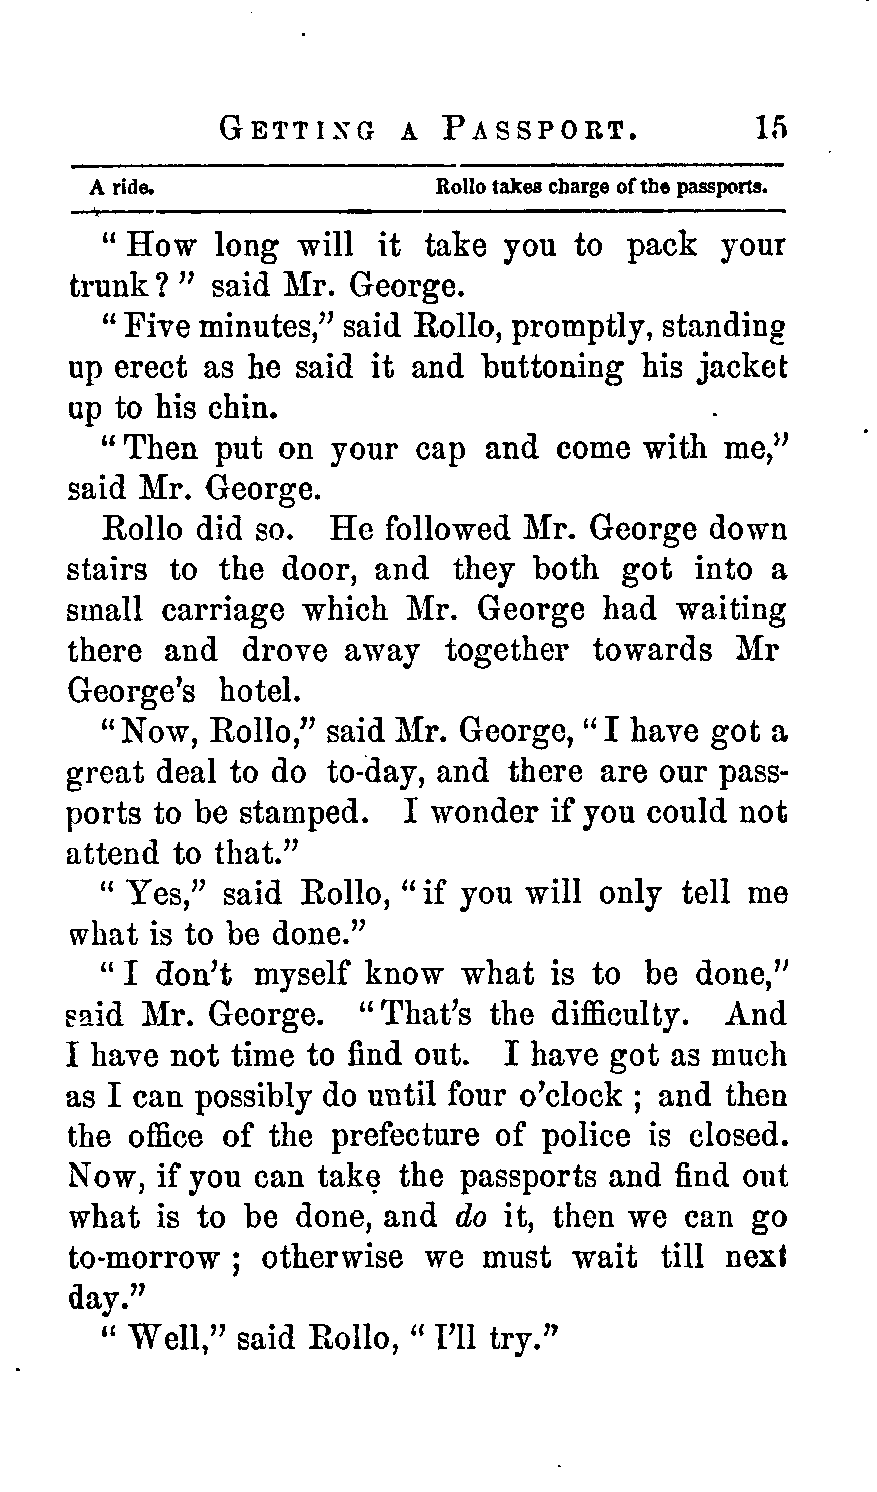 GETTING A PASSPORT. 15
A ride. Rollo takes charge of the passports.
“ How long will it take you to pack your
trunk ? ” said Mr. George.
“ Five minutes,” said Rollo, promptly, standing
up erect as he said it and buttoning his jacket
up to his chin.
“ Then put on your cap and come with me,”
said Mr. George.
Rollo did so. He followed Mr. George down
stairs to the door, and they both got into a
small carriage which Mr. George had waiting
there and drove away together towards Mr
George’s hotel.
“ Now, Rollo,” said Mr. George, “ I have got a
great deal to do to-day, and there are our pass-
ports to be stamped. I wonder if you could not
attend to that.”
“ Yes,” said Rollo, “ if you will only tell me
what is to be done.”
“ I don’t myself know what is to be done,”
said Mr. George. “ That’s the difficulty. And
I have not time to find out. I have got as much
as I can possibly do until four o’clock ; and then
the office of the prefecture of police is closed.
Now, if you can take the passports and find out
what is to be done, and do it, then we can go
to-morrow ; otherwise we must wait till next
day.”
“ Well,” said Rollo, “ I’ll try.”